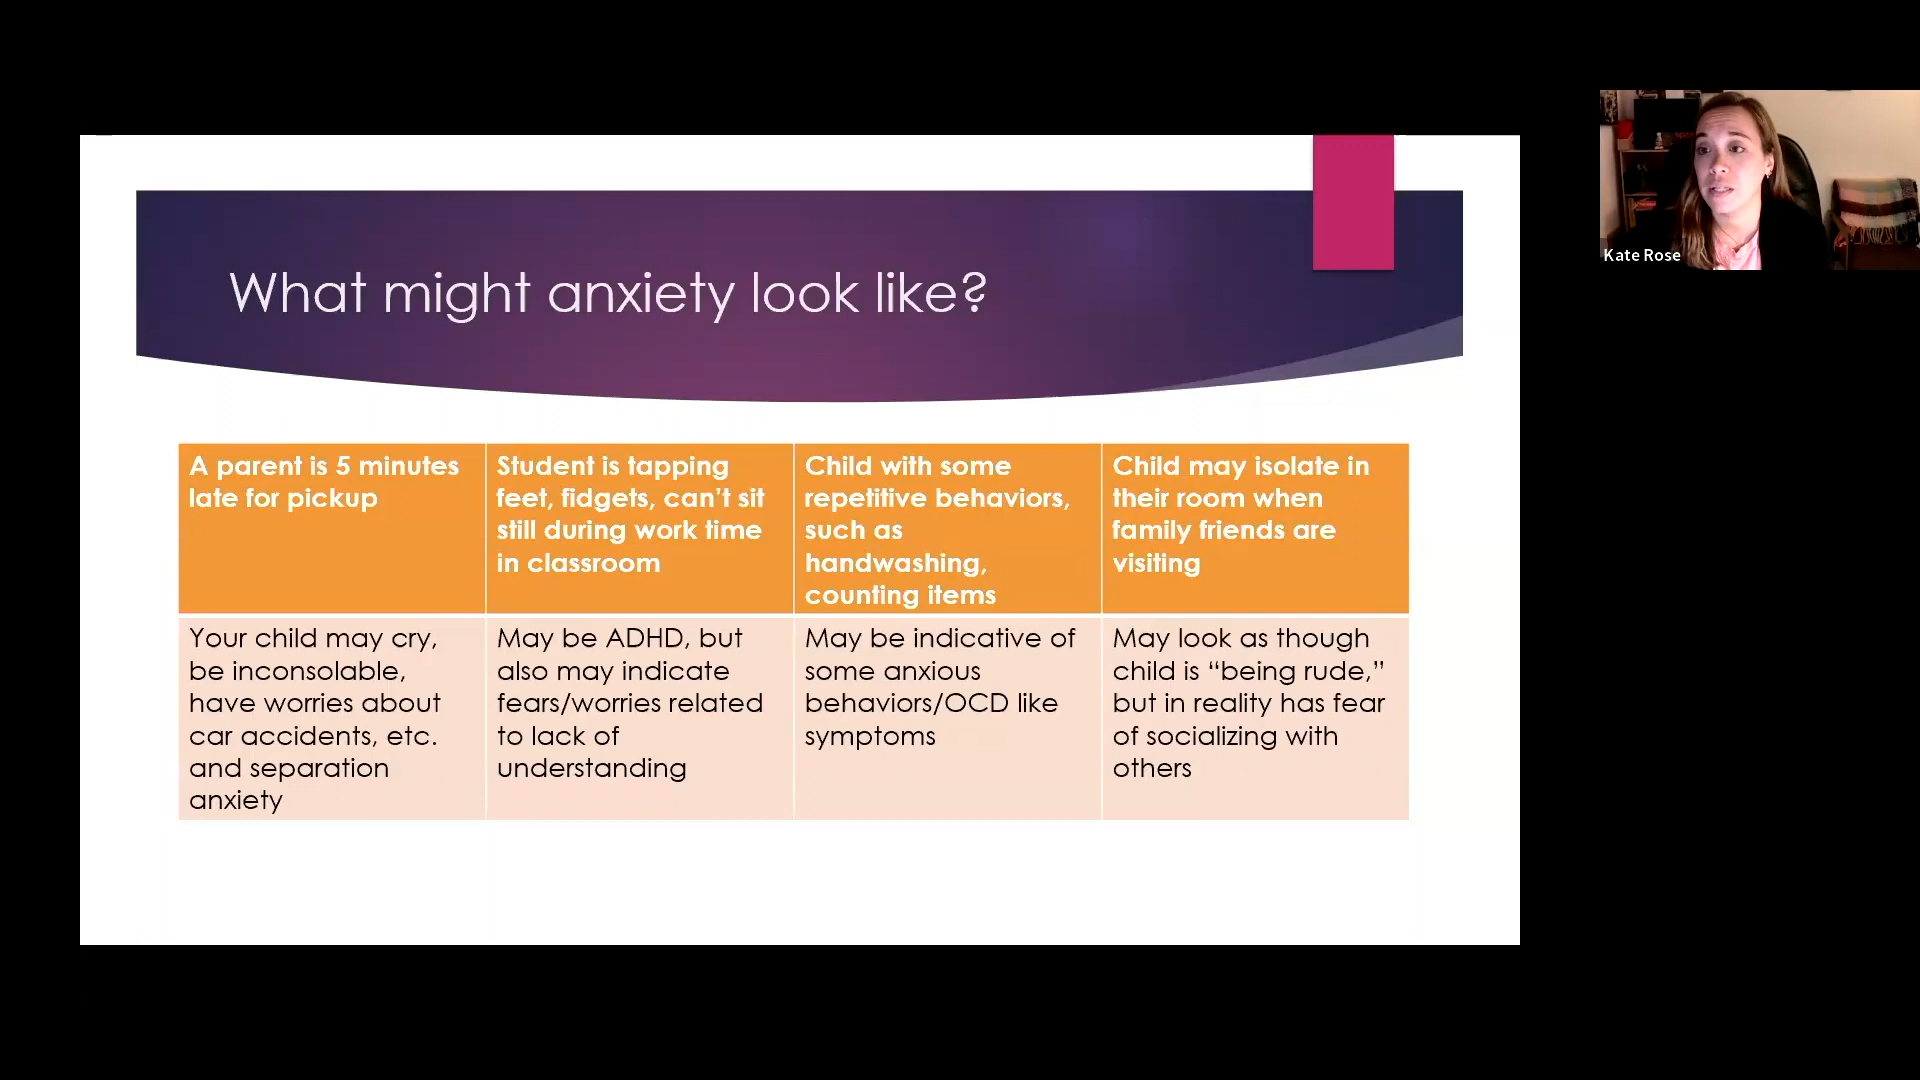 What might anxiety look like?
A parent is 5 minutes
late for pickup
Student is tapping
feet, fidgets, can’t sit
still during work time
in classroom
Child with some
repetitive behaviors,
such as
handwashing,
counting items
Child may isolate in
their room when
family friends are
visiting
Your child may cry,
be inconsolable,
have worries about
car accidents, etc.
and separation
anxiety
May be ADHD, but
also may indicate
fears/worries related
to lack of
understanding
May be indicative of
some anxious
behaviors/OCD like
symptoms
May look as though
child is “being rude,”
but in reality has fear
of socializing with
others
Kate Rose